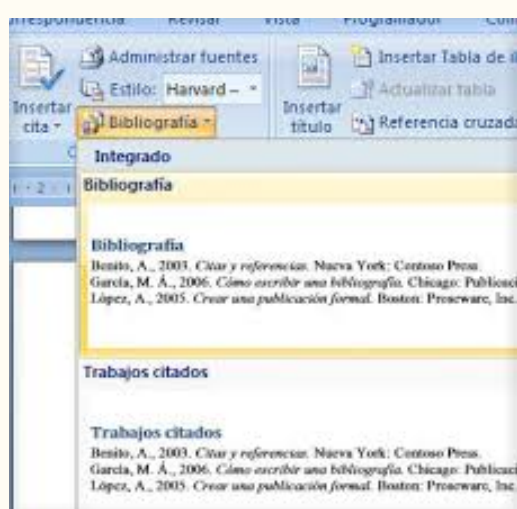 Revisar Vista Programador
Administrar fuentes
Estilo: Harvard –
Insertar cita
Bibliografía
Insertar título
Insertar Tabla de
Actualizar tabla
Referencia cruzada
Integrado
Bibliografía
Bibliografía
Benito, A., 2003. Citar y referencias. Nueva York: Contoso Press.
García, M. Á., 2006. Cómo escribir una bibliografía. Chicago: Publicaci
López, A., 2005. Crear una publicación formal. Boston: Proseware, Inc.
Trabajos citados
Trabajos citados
Benito, A., 2003. Citar y referencias. Nueva York: Contoso Press.
García, M. Á., 2006. Cómo escribir una bibliografía. Chicago: Publicaci
López, A., 2005. Crear una publicación formal. Boston: Proseware, Inc.